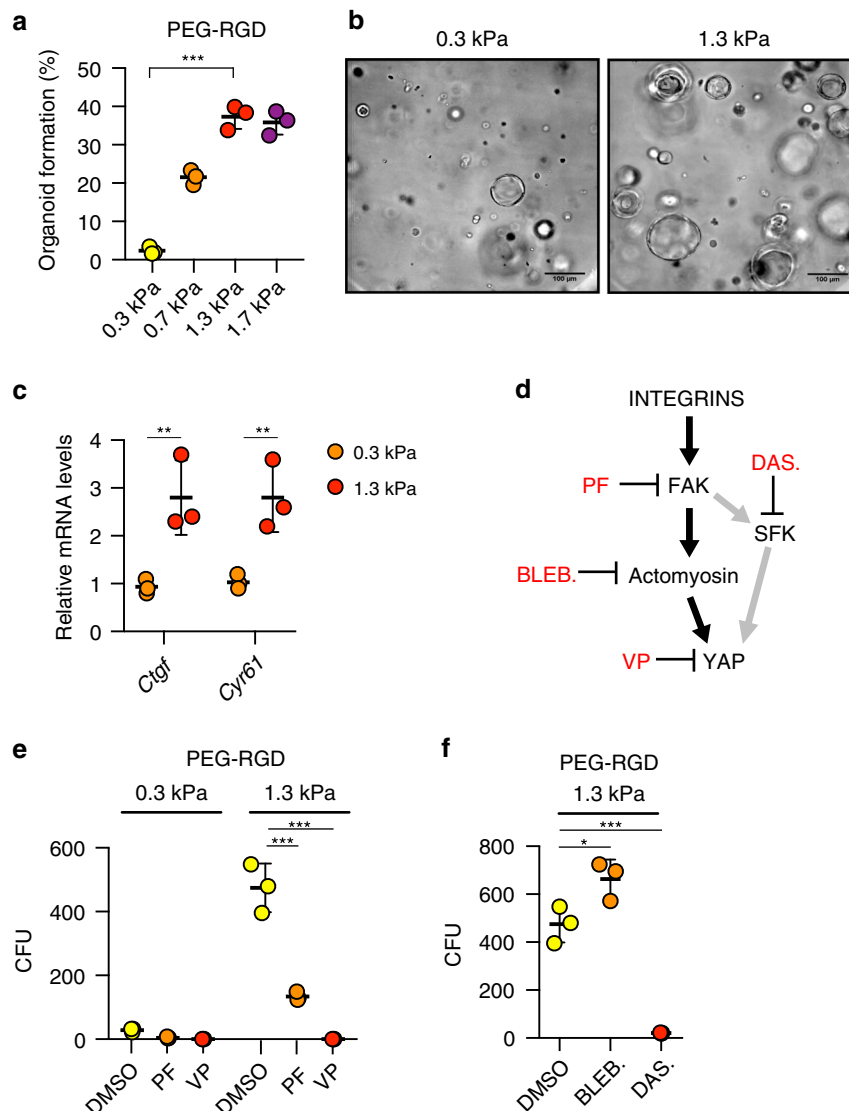 a
PEG-RGD
***
Organoid formation (%)
50
40
30
20
10
0
0.3 kPa
0.7 kPa
1.3 kPa
1.7 kPa
b
0.3 kPa
1.3 kPa
100 µm
100 µm
c
**
**
Relative mRNA levels
4
3
2
1
0
Ctgf
Cyr61
0.3 kPa
1.3 kPa
d
INTEGRINS
DAS.
PF
FAK
SFK
BLEB.
Actomyosin
VP
YAP
e
PEG-RGD
0.3 kPa
1.3 kPa
***
***
CFU
600
400
200
0
DMSO
PF
VP
DMSO
PF
VP
f
PEG-RGD
1.3 kPa
***
*
CFU
800
600
400
200
0
DMSO
BLEB.
DAS.